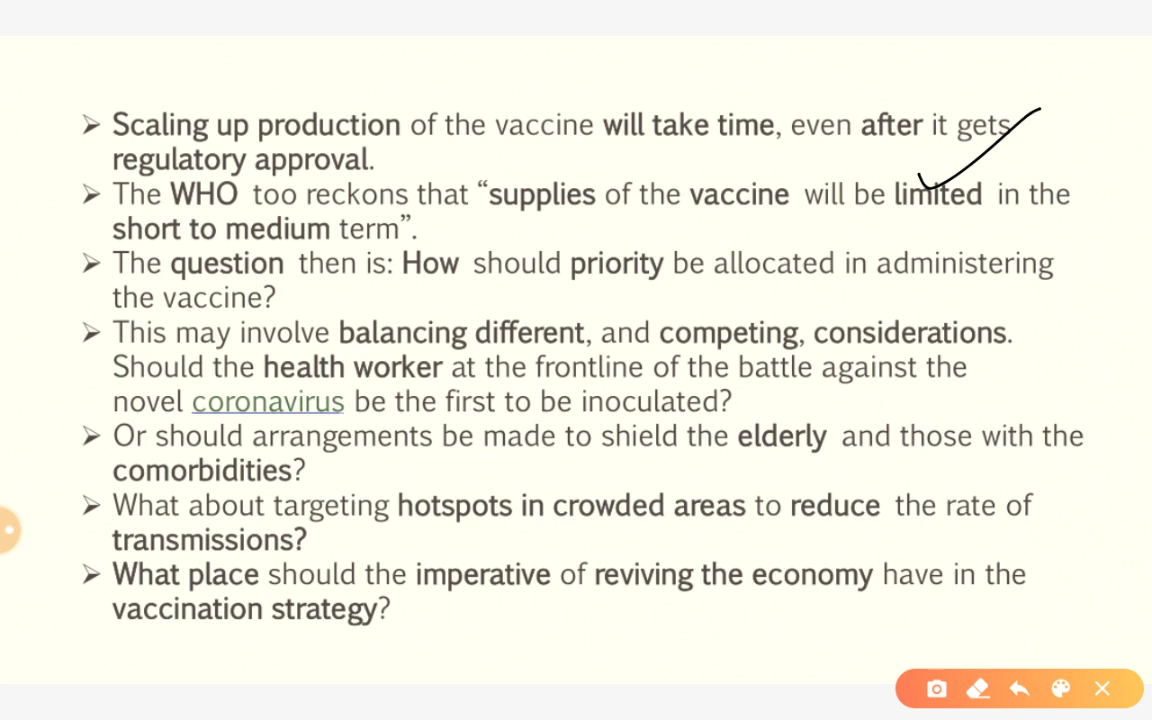 ➢ Scaling up production of the vaccine will take time, even after it gets
regulatory approval.
➢ The WHO too reckons that “supplies of the vaccine will be limited in the
short to medium term”.
➢ The question then is: How should priority be allocated in administering
the vaccine?
➢ This may involve balancing different, and competing, considerations.
Should the health worker at the frontline of the battle against the
novel coronavirus be the first to be inoculated?
➢ Or should arrangements be made to shield the elderly and those with the
comorbidities?
➢ What about targeting hotspots in crowded areas to reduce the rate of
transmissions?
➢ What place should the imperative of reviving the economy have in the
vaccination strategy?